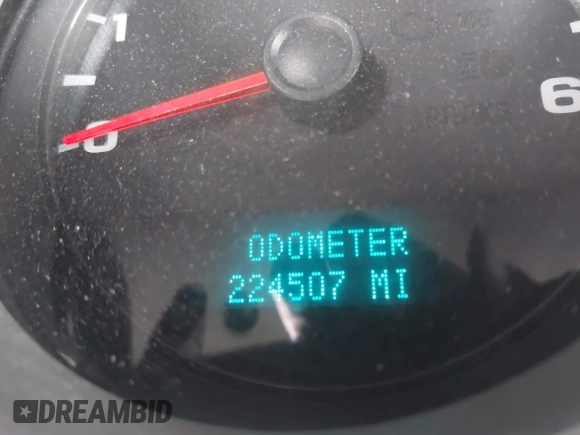 1
0
6
ODOMETER
224507 MI
DREAMBID